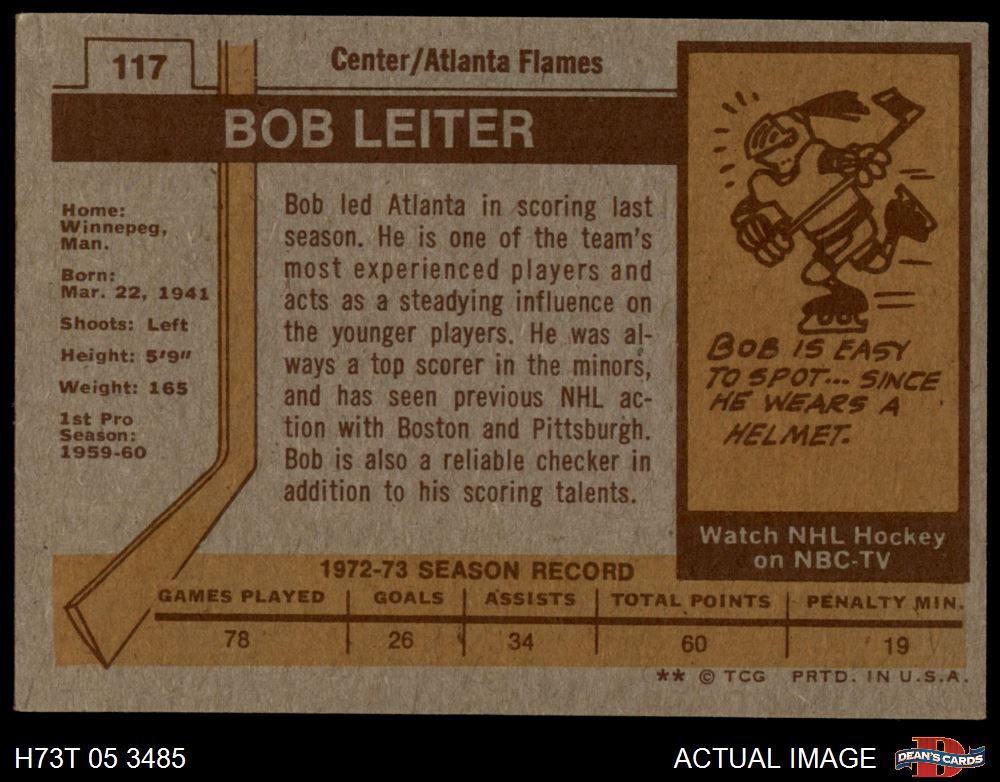 117
Center/Atlanta Flames
BOB LEITER
Home:
Winnepeg,
Man.
Born:
Mar. 22, 1941
Shoots: Left
Height: 5'9"
Weight: 165
1st Pro
Season:
1959-60
Bob led Atlanta in scoring last
season. He is one of the team's
most experienced players and
acts as a steadying influence on
the younger players. He was al-
ways a top scorer in the minors,
and has seen previous NHL ac-
tion with Boston and Pittsburgh.
Bob is also a reliable checker in
addition to his scoring talents.
BOB IS EASY
TO SPOT... SINCE
HE WEARS A
HELMET.
Watch NHL Hockey
on NBC-TV
1972-73 SEASON RECORD
GAMES PLAYED GOALS ASSISTS TOTAL POINTS PENALTY MIN.
78 26 34 60 19
** © TCG PRTD. IN U.S.A.
H73T 05 3485
ACTUAL IMAGE
D
DEAN'S CARDS